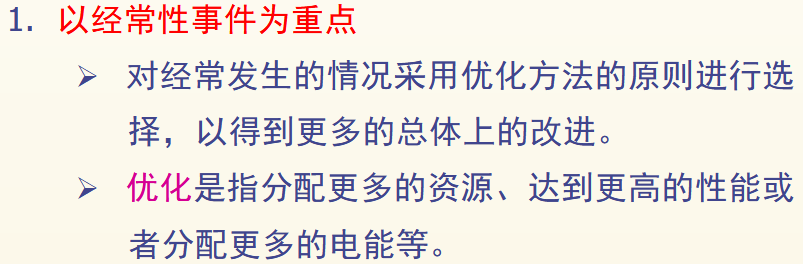 1. 以经常性事件为重点
➢ 对经常发生的情况采用优化方法的原则进行选
择，以得到更多的总体上的改进。
➢ 优化是指分配更多的资源、达到更高的性能或
者分配更多的电能等。